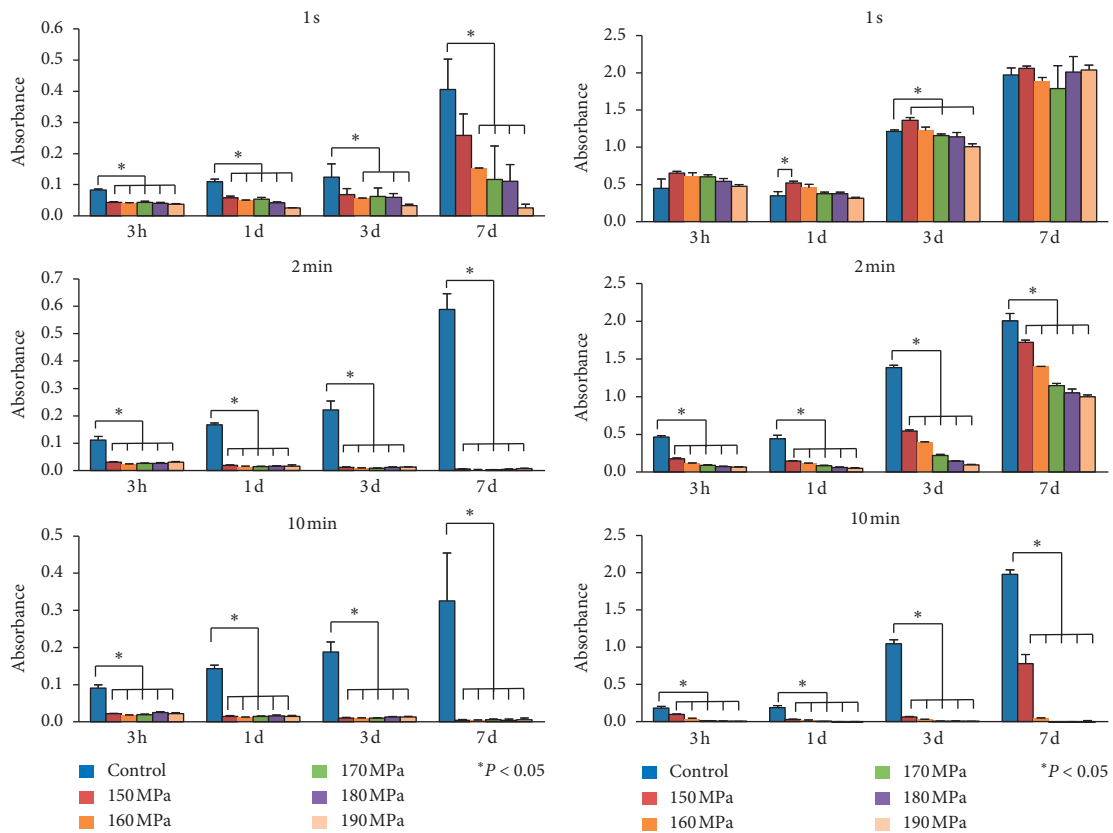 1 s
Absorbance
0.6
0.5
0.4
0.3
0.2
0.1
0.0
*
*
*
*
3 h
1 d
3 d
7 d
2 min
Absorbance
0.7
0.6
0.5
0.4
0.3
0.2
0.1
0.0
*
*
*
*
3 h
1 d
3 d
7 d
10 min
Absorbance
0.5
0.4
0.3
0.2
0.1
0.0
*
*
*
*
3 h
1 d
3 d
7 d
Control
150 MPa
160 MPa
170 MPa
180 MPa
190 MPa
*P < 0.05
1 s
Absorbance
2.5
2.0
1.5
1.0
0.5
0.0
*
*
3 h
1 d
3 d
7 d
2 min
Absorbance
2.5
2.0
1.5
1.0
0.5
0.0
*
*
*
*
3 h
1 d
3 d
7 d
10 min
Absorbance
2.5
2.0
1.5
1.0
0.5
0.0
*
*
*
*
3 h
1 d
3 d
7 d
Control
150 MPa
160 MPa
170 MPa
180 MPa
190 MPa
*P < 0.05